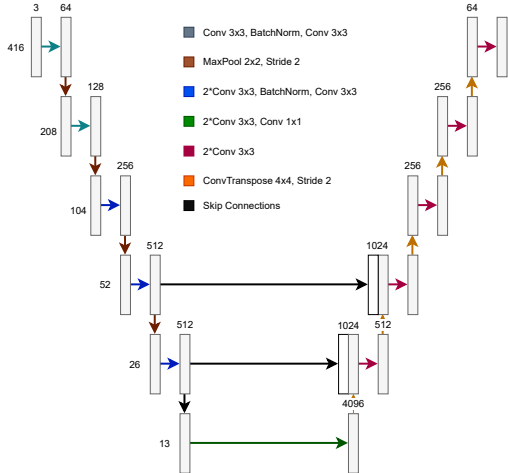 3 64
64
416
Conv 3x3, BatchNorm, Conv 3x3
MaxPool 2x2, Stride 2
128
256
2*Conv 3x3, BatchNorm, Conv 3x3
208
2*Conv 3x3, Conv 1x1
2*Conv 3x3
256
256
ConvTranspose 4x4, Stride 2
104
Skip Connections
512
1024
52
512
1024
512
26
4096
13